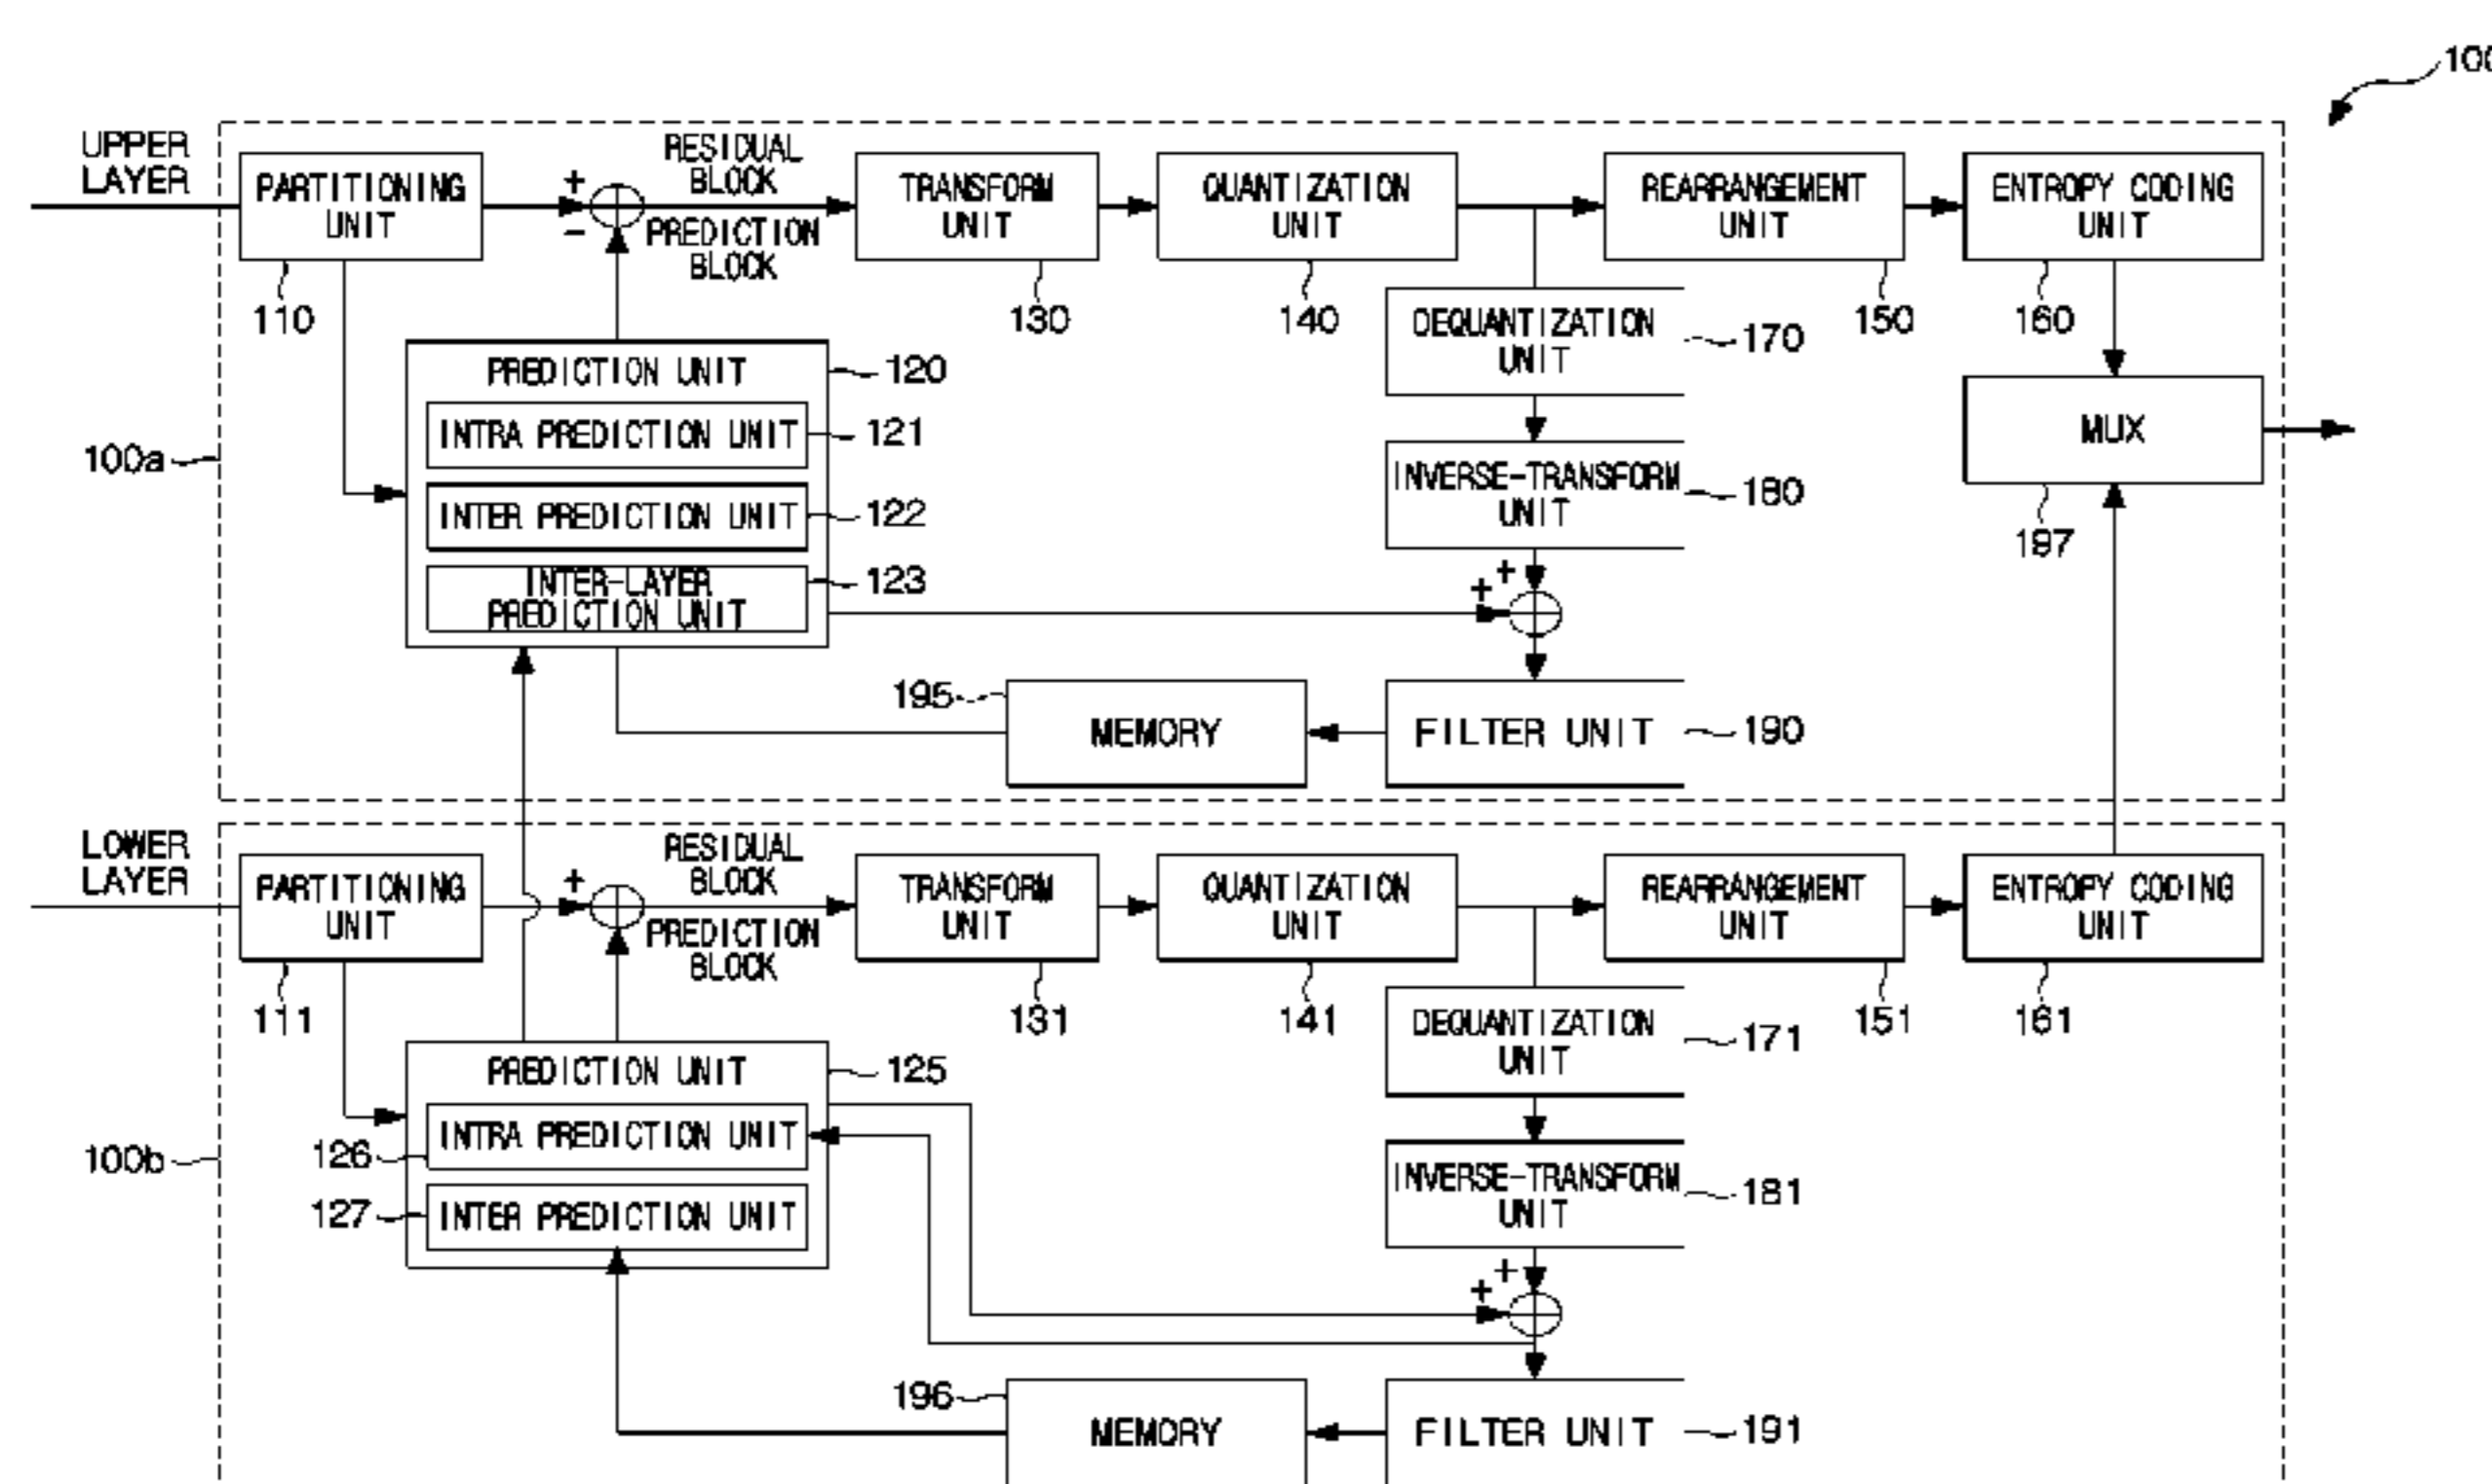 100
UPPER
LAYER
PARTITIONING
UNIT
+
-
RESIDUAL
BLOCK
PREDICTION
BLOCK
TRANSFORM
UNIT
QUANTIZATION
UNIT
REARRANGEMENT
UNIT
ENTROPY CODING
UNIT
110
130
140
150
160
DEQUANTIZATION
UNIT
170
PREDICTION UNIT
120
INTRA PREDICTION UNIT
121
INTER PREDICTION UNIT
122
INTER-LAYER
PREDICTION UNIT
123
100a
MUX
197
INVERSE-TRANSFORM
UNIT
180
+
+
195
MEMORY
FILTER UNIT
190
LOWER
LAYER
PARTITIONING
UNIT
+
RESIDUAL
BLOCK
PREDICTION
BLOCK
TRANSFORM
UNIT
QUANTIZATION
UNIT
REARRANGEMENT
UNIT
ENTROPY CODING
UNIT
111
131
141
151
161
DEQUANTIZATION
UNIT
171
PREDICTION UNIT
125
INTRA PREDICTION UNIT
126
INTER PREDICTION UNIT
127
100b
INVERSE-TRANSFORM
UNIT
181
+
+
196
MEMORY
FILTER UNIT
191